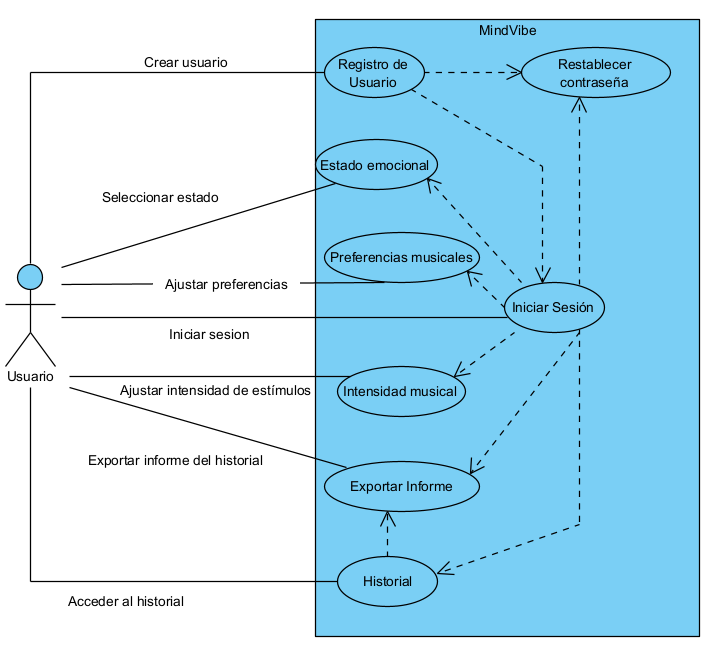 MindVibe
Crear usuario
Registro de
Usuario
Restablecer
contraseña
Estado emocional
Seleccionar estado
Preferencias musicales
Ajustar preferencias
Iniciar Sesión
Iniciar sesion
Usuario
Ajustar intensidad de estímulos
Intensidad musical
Exportar informe del historial
Exportar Informe
Historial
Acceder al historial